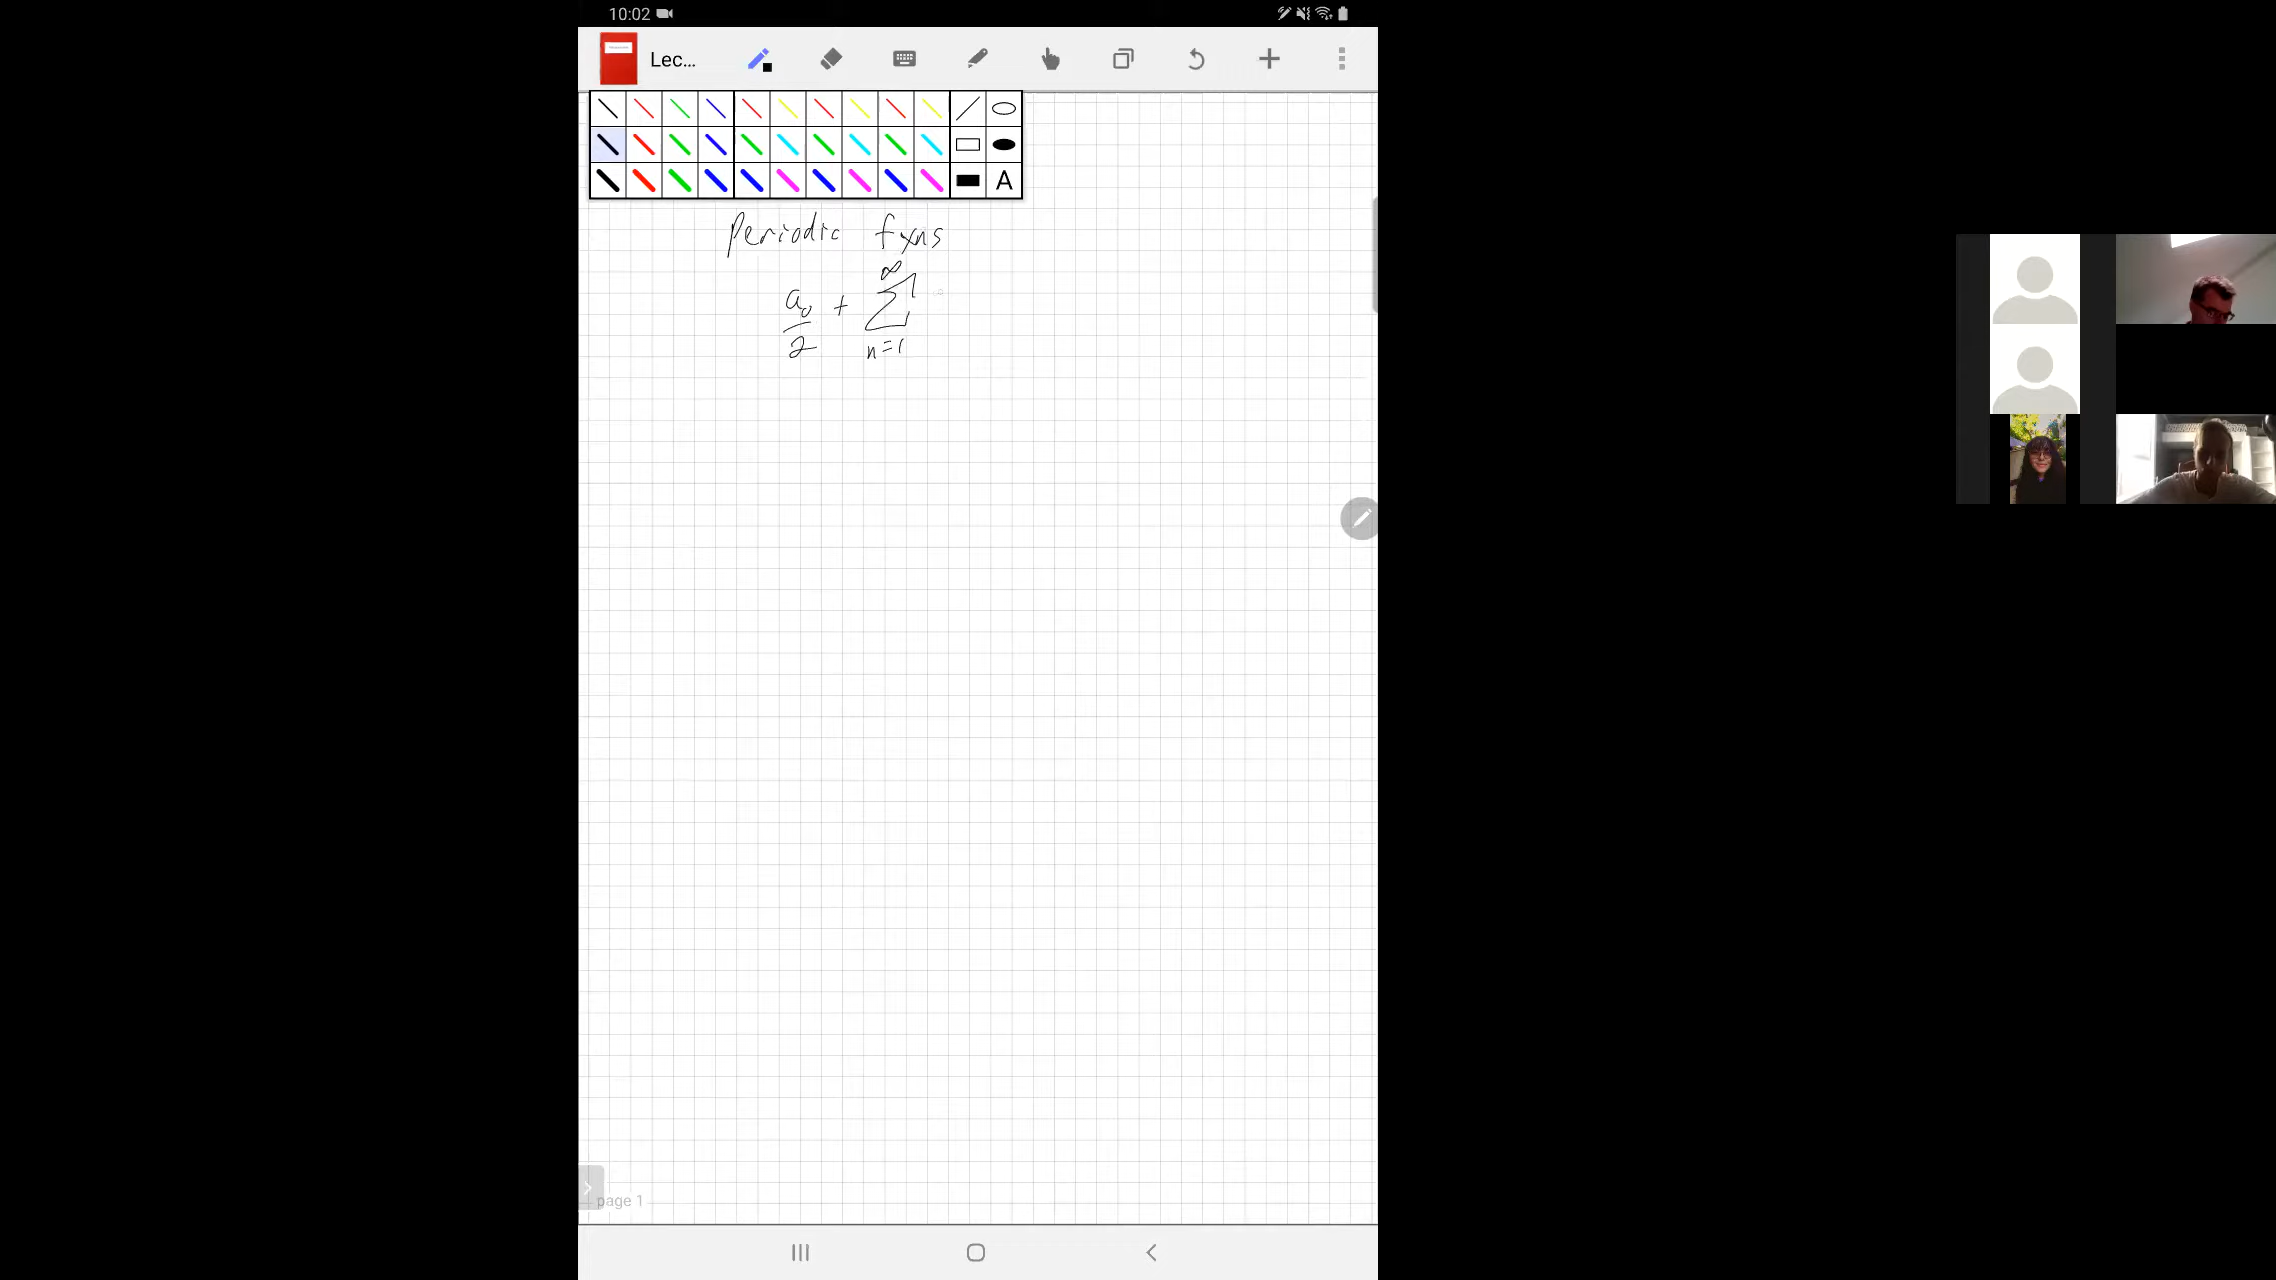 10:02
Lec...
A
Periodic fxns
a₀/2 + ∑ n=1 ∞
page 1